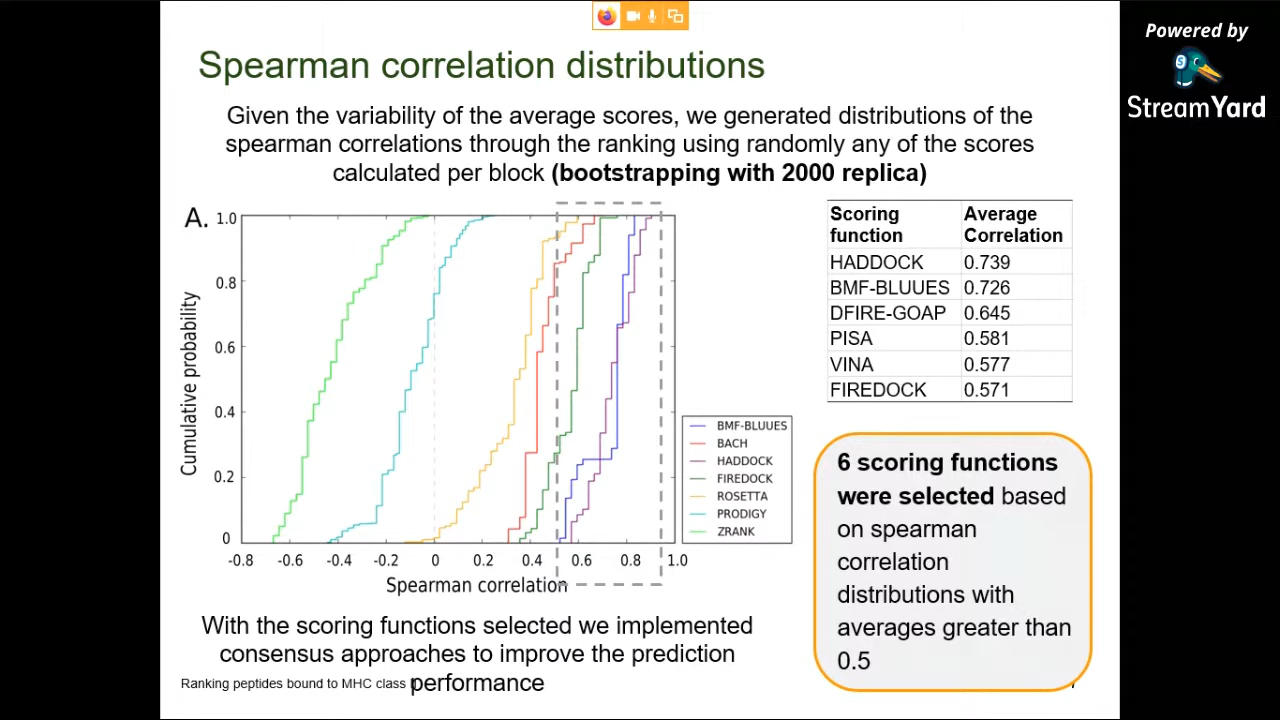 Powered by
StreamYard
Spearman correlation distributions
Given the variability of the average scores, we generated distributions of the
spearman correlations through the ranking using randomly any of the scores
calculated per block (bootstrapping with 2000 replica)
A.
Cumulative probability
1.0
0.8
0.6
0.4
0.2
0
-0.8 -0.6 -0.4 -0.2 0 0.2 0.4 0.6 0.8 1.0
Spearman correlation
BMF-BLUUES
BACH
HADDOCK
FIREDOCK
ROSETTA
PRODIGY
ZRANK
Scoring function Average Correlation
HADDOCK 0.739
BMF-BLUUES 0.726
DFIRE-GOAP 0.645
PISA 0.581
VINA 0.577
FIREDOCK 0.571
6 scoring functions
were selected based
on spearman
correlation
distributions with
averages greater than
0.5
With the scoring functions selected we implemented
consensus approaches to improve the prediction
performance
Ranking peptides bound to MHC class